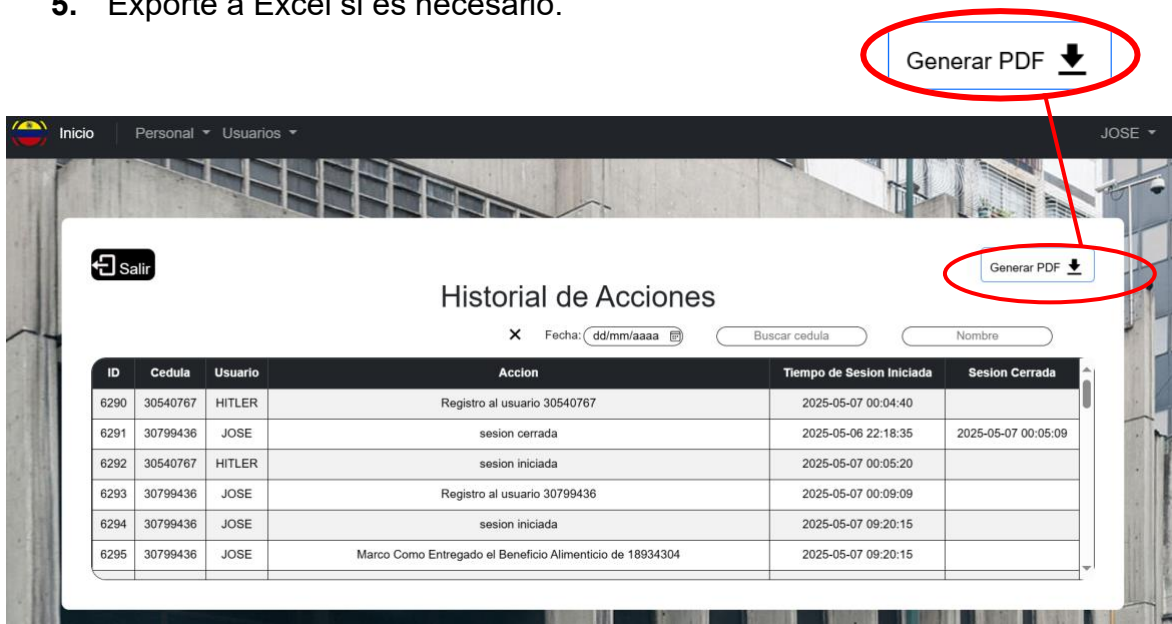 5. Exporte a Excel si es necesario.
Generar PDF
Inicio Personal Usuarios JOSE
Salir
Generar PDF
Historial de Acciones
X Fecha: dd/mm/aaaa Buscar cedula Nombre
ID Cedula Usuario Accion Tiempo de Sesion Iniciada Sesion Cerrada
6290 30540767 HITLER Registro al usuario 30540767 2025-05-07 00:04:40
6291 30799436 JOSE sesion cerrada 2025-05-06 22:18:35 2025-05-07 00:05:09
6292 30540767 HITLER sesion iniciada 2025-05-07 00:05:20
6293 30799436 JOSE Registro al usuario 30799436 2025-05-07 00:09:09
6294 30799436 JOSE sesion iniciada 2025-05-07 09:20:15
6295 30799436 JOSE Marco Como Entregado el Beneficio Alimenticio de 18934304 2025-05-07 09:20:15